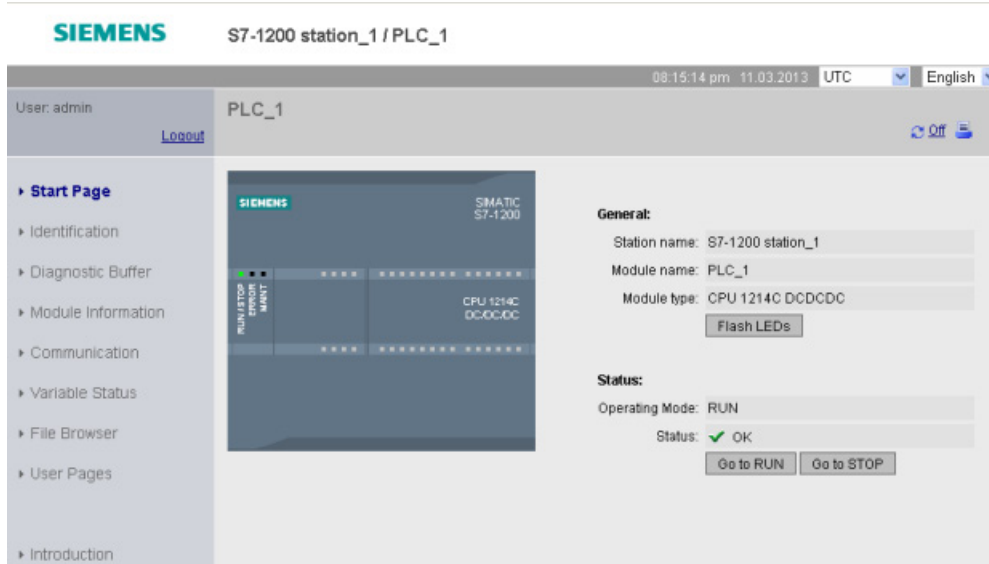 SIEMENS
S7-1200 station_1 / PLC_1
08:15:14 pm 11.03.2013 UTC English
User: admin
Logout
PLC_1
Off
Start Page
Identification
Diagnostic Buffer
Module Information
Communication
Variable Status
File Browser
User Pages
Introduction
SIEMENS
SIMATIC
S7-1200
RUN / STOP
ERROR
MAINT
CPU 1214C
DC/DC/DC
General:
Station name: S7-1200 station_1
Module name: PLC_1
Module type: CPU 1214C DCDCDC
Flash LEDs
Status:
Operating Mode: RUN
Status: OK
Go to RUN Go to STOP